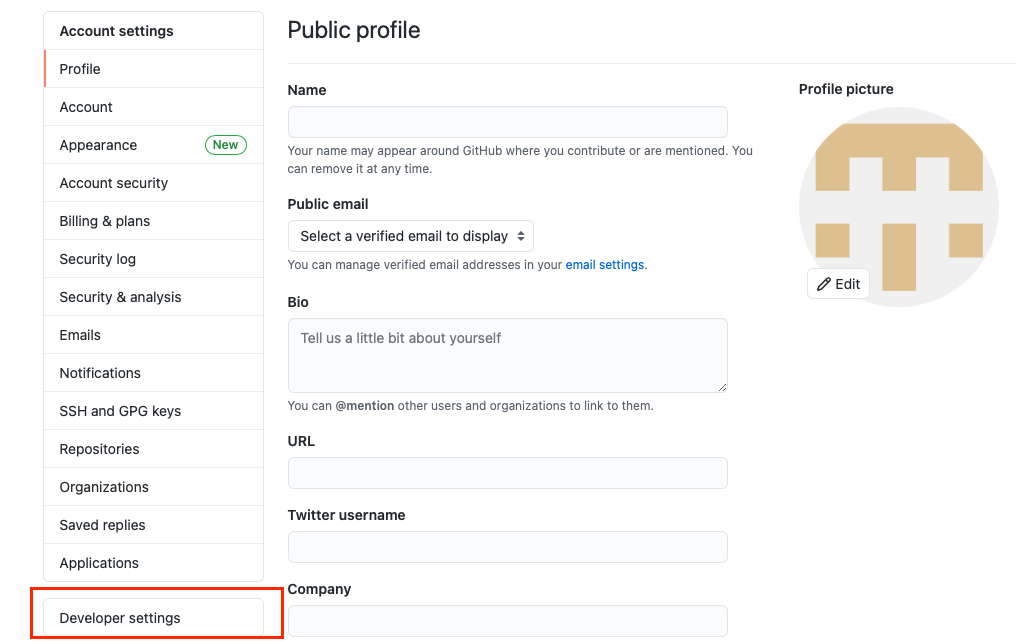 Account settings
Profile
Account
Appearance New
Account security
Billing & plans
Security log
Security & analysis
Emails
Notifications
SSH and GPG keys
Repositories
Organizations
Saved replies
Applications
Developer settings
Public profile
Name
Your name may appear around GitHub where you contribute or are mentioned. You
can remove it at any time.
Public email
Select a verified email to display
You can manage verified email addresses in your email settings.
Bio
Tell us a little bit about yourself
You can @mention other users and organizations to link to them.
URL
Twitter username
Company
Profile picture
Edit